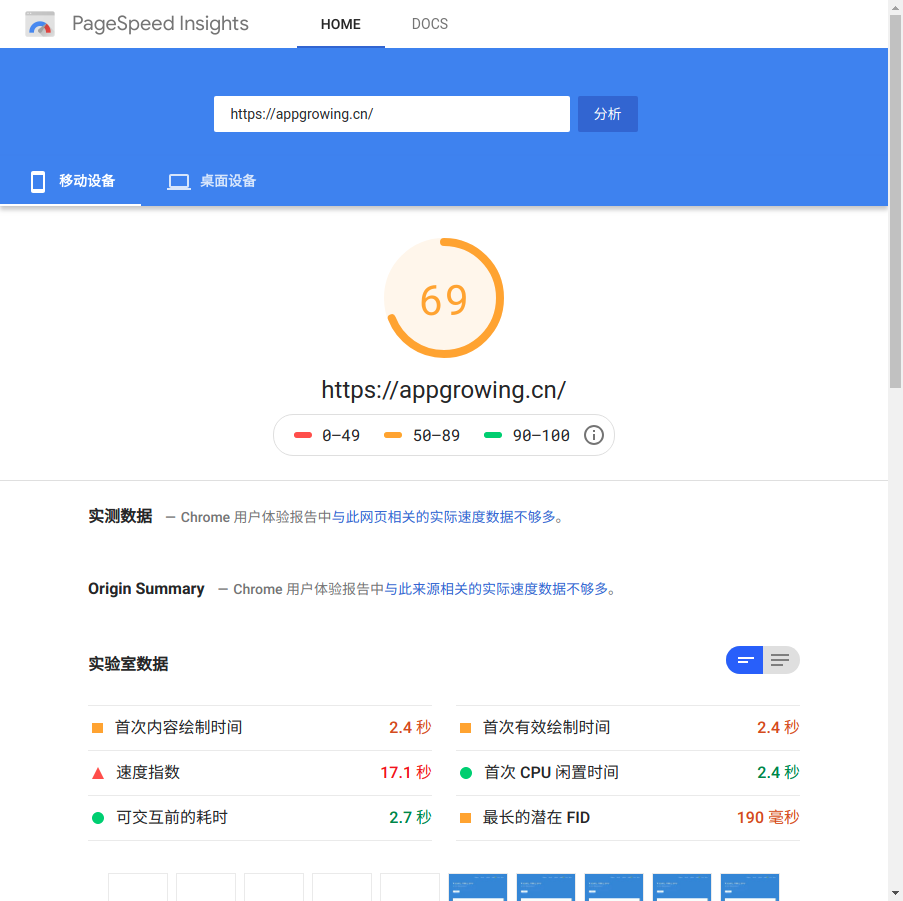 PageSpeed Insights
HOME
DOCS
https://appgrowing.cn/
分析
移动设备
桌面设备
69
https://appgrowing.cn/
0–49
50–89
90–100
实测数据 — Chrome 用户体验报告中与此网页相关的实际速度数据不够多。
Origin Summary — Chrome 用户体验报告中与此来源相关的实际速度数据不够多。
实验室数据
首次内容绘制时间 2.4 秒
首次有效绘制时间 2.4 秒
速度指数 17.1 秒
首次 CPU 闲置时间 2.4 秒
可交互前的耗时 2.7 秒
最长的潜在 FID 190 毫秒